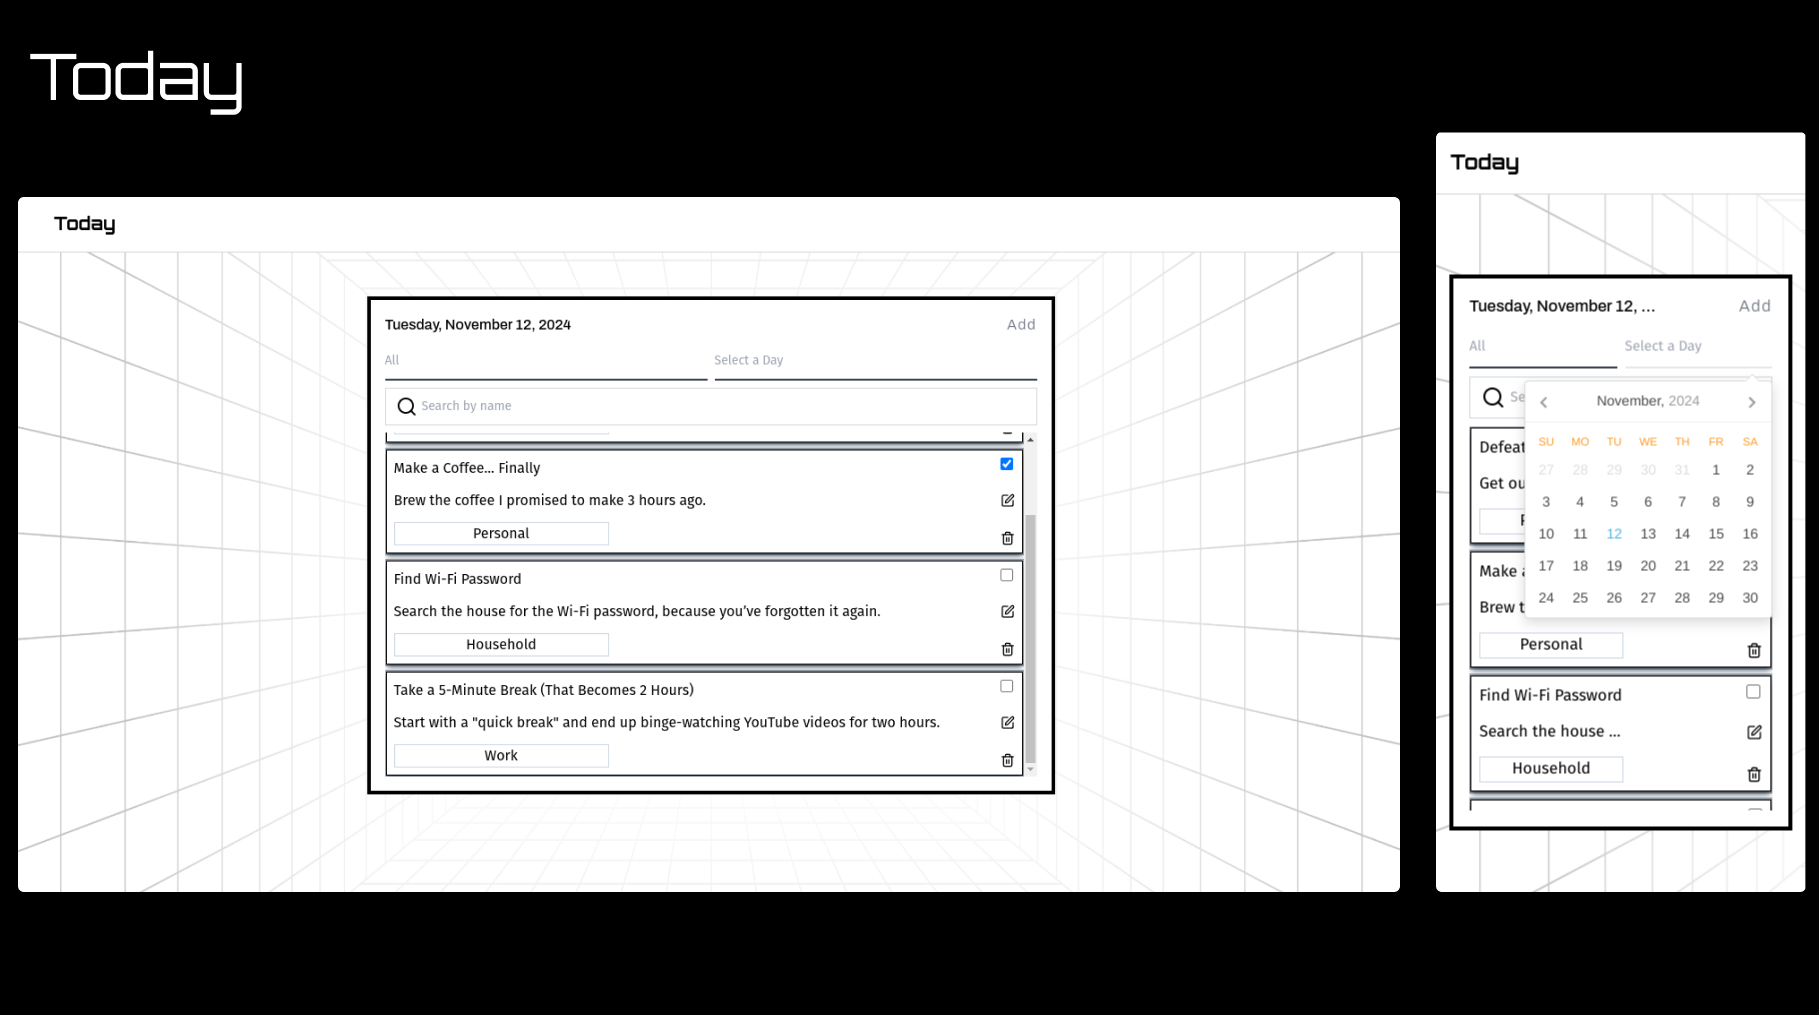 Today
Today
Tuesday, November 12, 2024
Add
All
Select a Day
Search by name
Make a Coffee... Finally
Brew the coffee I promised to make 3 hours ago.
Personal
Find Wi-Fi Password
Search the house for the Wi-Fi password, because you've forgotten it again.
Household
Take a 5-Minute Break (That Becomes 2 Hours)
Start with a "quick break" and end up binge-watching YouTube videos for two hours.
Work
Today
Tuesday, November 12, ...
Add
All
Select a Day
Se
November, 2024
SU MO TU WE TH FR SA
27 28 29 30 31 1 2
3 4 5 6 7 8 9
10 11 12 13 14 15 16
17 18 19 20 21 22 23
24 25 26 27 28 29 30
Defeat
Get ou
Make
Brew t
Personal
Find Wi-Fi Password
Search the house ...
Household